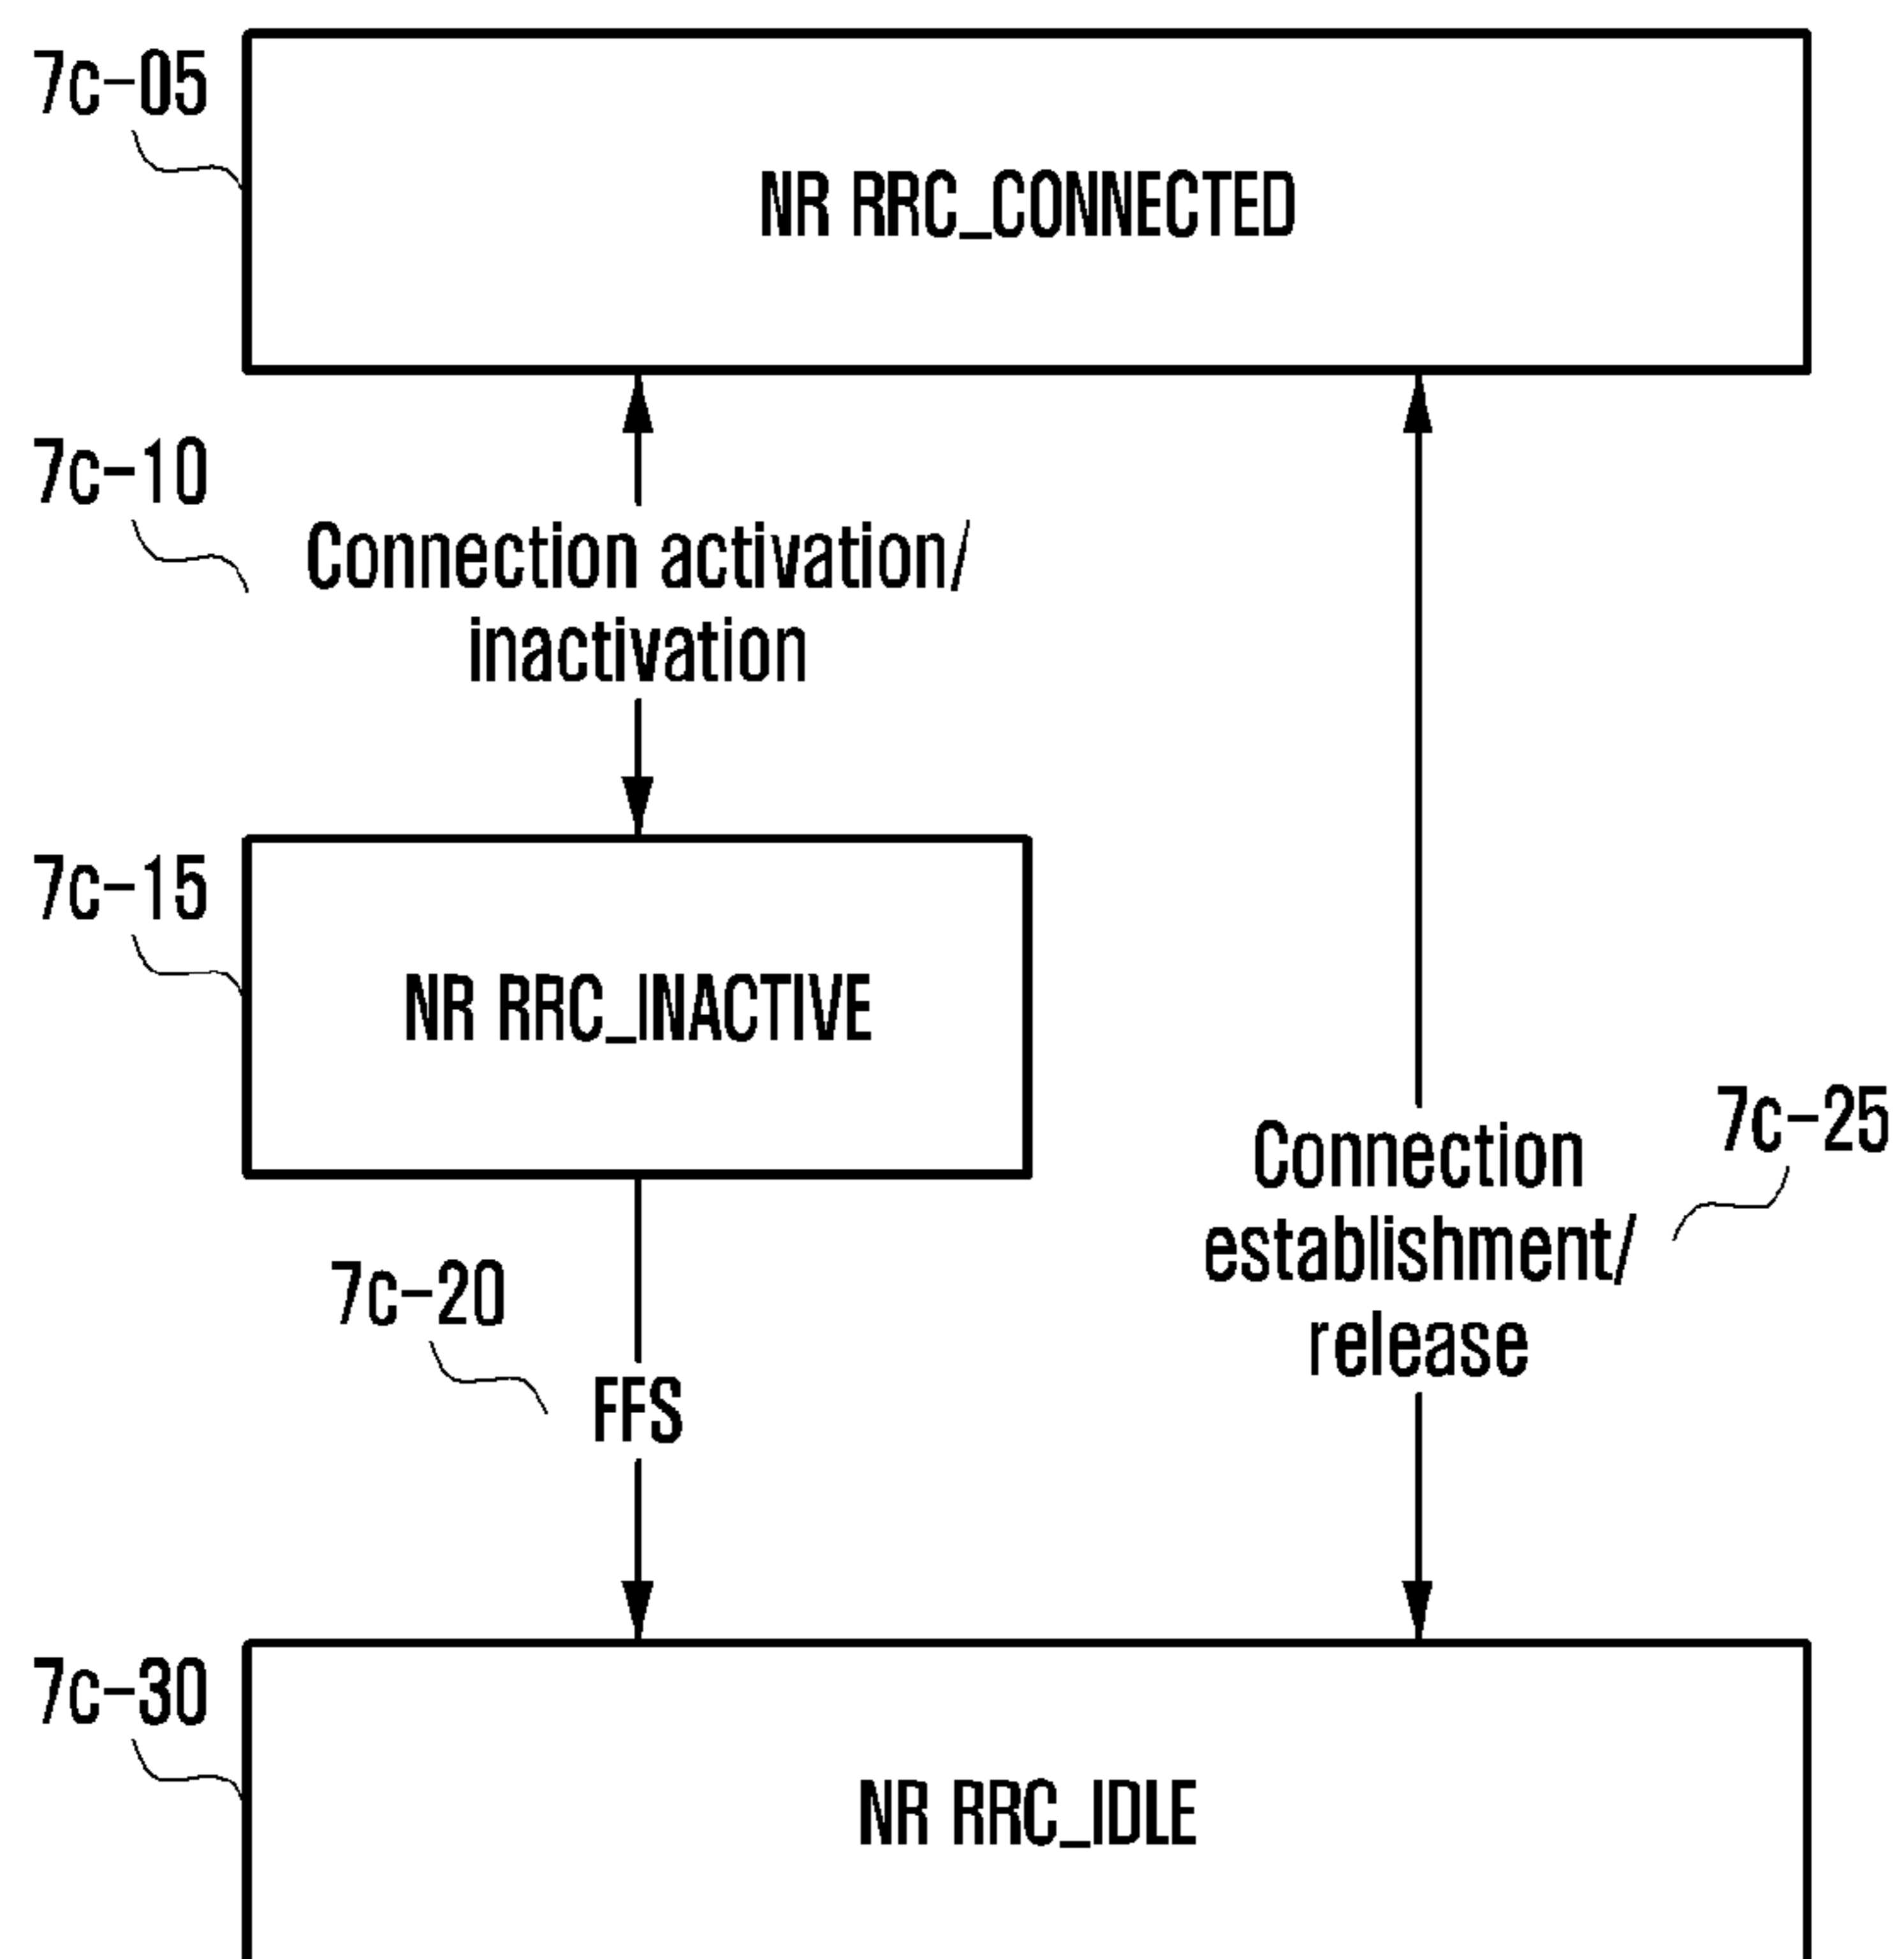 7c-05
NR RRC_CONNECTED
7c-10
Connection activation/
inactivation
7c-15
NR RRC_INACTIVE
7c-25
Connection
establishment/
release
7c-20
FFS
7c-30
NR RRC_IDLE